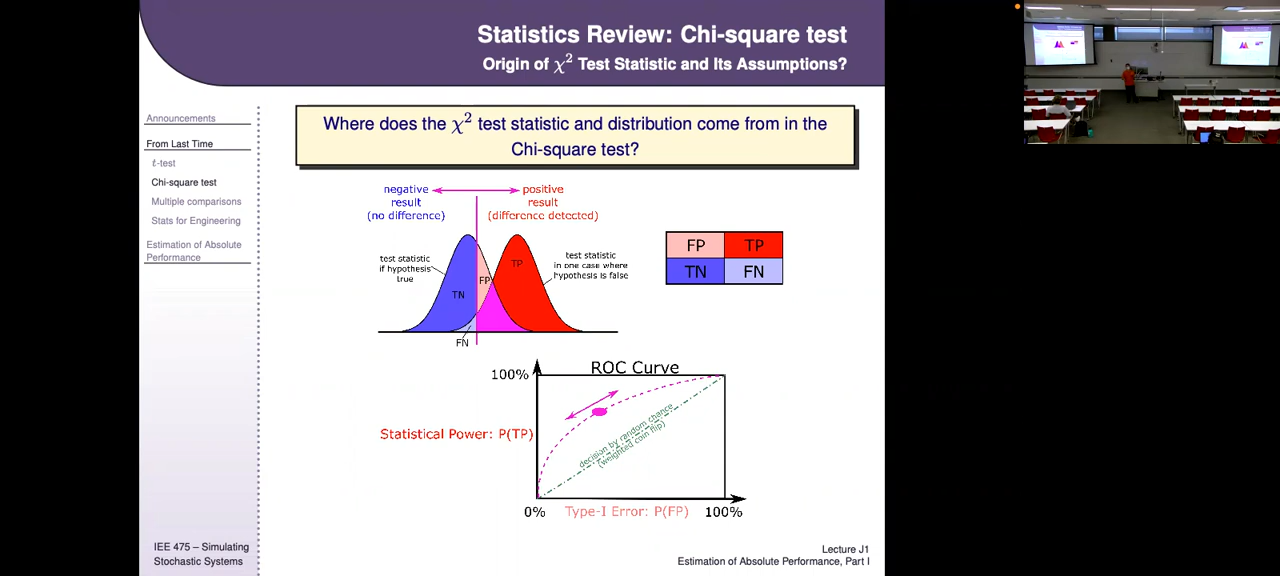 Statistics Review: Chi-square test
Origin of χ² Test Statistic and Its Assumptions?
Announcements
From Last Time
t-test
Chi-square test
Multiple comparisons
Stats for Engineering
Estimation of Absolute
Performance
Where does the χ² test statistic and distribution come from in the
Chi-square test?
negative
result
(no difference)
positive
result
(difference detected)
test statistic
if hypothesis
true
TN
FP
TP
FN
test statistic
in one case where
hypothesis is false
FP TP
TN FN
ROC Curve
100%
Statistical Power: P(TP)
decision by random chance
(weighted coin flip)
0% Type-I Error: P(FP) 100%
IEE 475 – Simulating
Stochastic Systems
Lecture J1
Estimation of Absolute Performance, Part I